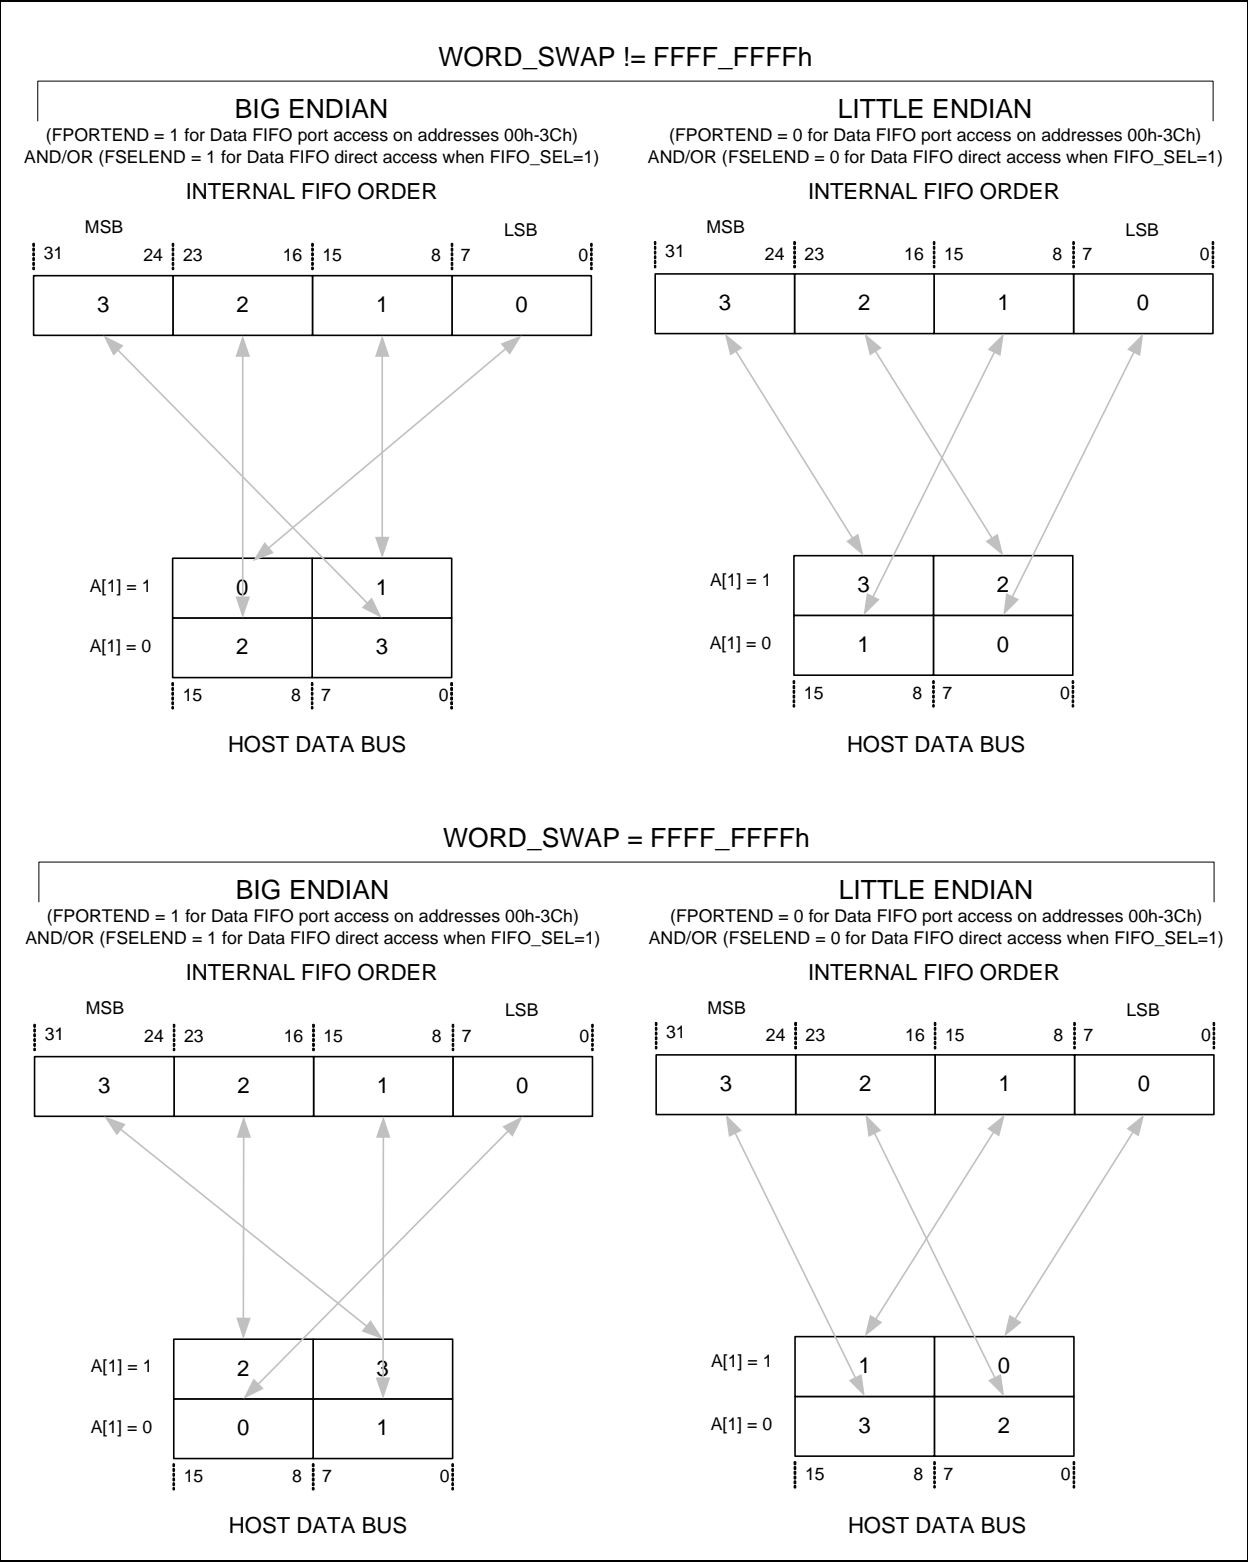 WORD_SWAP != FFFF_FFFFh
BIG ENDIAN
(FPORTEND = 1 for Data FIFO port access on addresses 00h-3Ch)
AND/OR (FSELEND = 1 for Data FIFO direct access when FIFO_SEL=1)
INTERNAL FIFO ORDER
MSB LSB
31 24 23 16 15 8 7 0
3 2 1 0
A[1] = 1 0 1
A[1] = 0 2 3
15 8 7 0
HOST DATA BUS
LITTLE ENDIAN
(FPORTEND = 0 for Data FIFO port access on addresses 00h-3Ch)
AND/OR (FSELEND = 0 for Data FIFO direct access when FIFO_SEL=1)
INTERNAL FIFO ORDER
MSB LSB
31 24 23 16 15 8 7 0
3 2 1 0
A[1] = 1 3 2
A[1] = 0 1 0
15 8 7 0
HOST DATA BUS
WORD_SWAP = FFFF_FFFFh
BIG ENDIAN
(FPORTEND = 1 for Data FIFO port access on addresses 00h-3Ch)
AND/OR (FSELEND = 1 for Data FIFO direct access when FIFO_SEL=1)
INTERNAL FIFO ORDER
MSB LSB
31 24 23 16 15 8 7 0
3 2 1 0
A[1] = 1 2 3
A[1] = 0 0 1
15 8 7 0
HOST DATA BUS
LITTLE ENDIAN
(FPORTEND = 0 for Data FIFO port access on addresses 00h-3Ch)
AND/OR (FSELEND = 0 for Data FIFO direct access when FIFO_SEL=1)
INTERNAL FIFO ORDER
MSB LSB
31 24 23 16 15 8 7 0
3 2 1 0
A[1] = 1 1 0
A[1] = 0 3 2
15 8 7 0
HOST DATA BUS